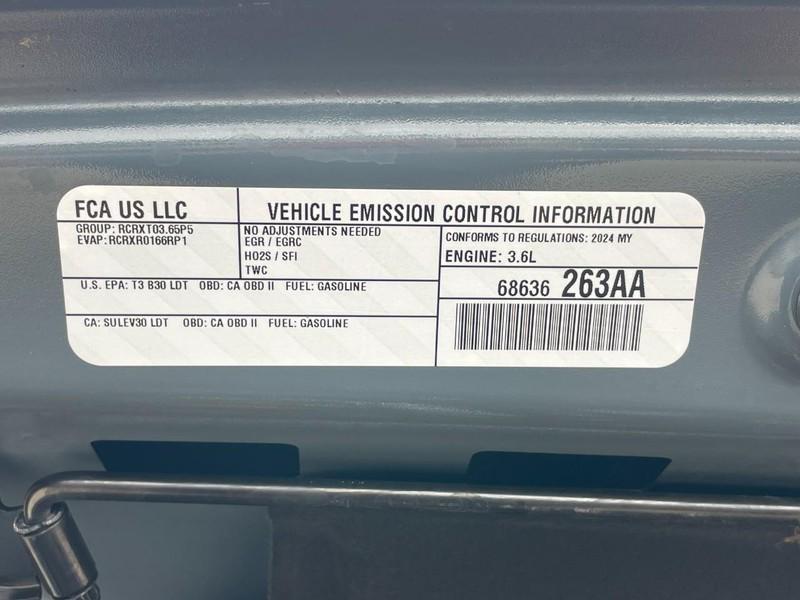 FCA US LLC
VEHICLE EMISSION CONTROL INFORMATION
GROUP: RCRXT03.65P5
EVAP: RCRXR0166RP1
NO ADJUSTMENTS NEEDED
EGR / EGRC
HO2S / SFI
TWC
CONFORMS TO REGULATIONS: 2024 MY
ENGINE: 3.6L
U.S. EPA: T3 B30 LDT OBD: CA OBD II FUEL: GASOLINE
68636 263AA
CA: SULEV30 LDT OBD: CA OBD II FUEL: GASOLINE